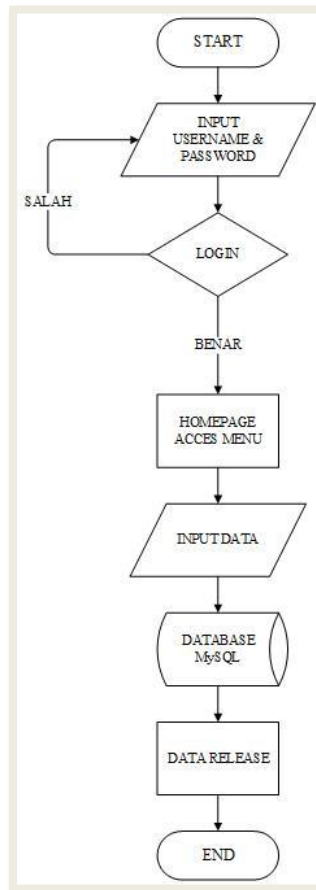 START
INPUT
USERNAME &
PASSWORD
SALAH
LOGIN
BENAR
HOMEPAGE
ACCES MENU
INPUT DATA
DATABASE
MySQL
DATA RELEASE
END